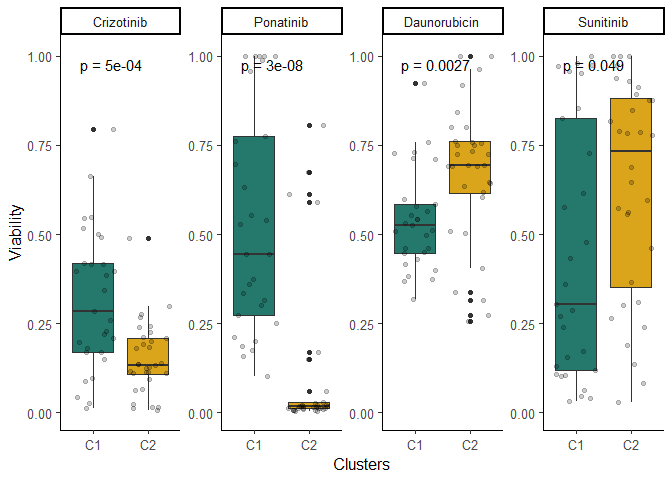 Crizotinib
Ponatinib
Daunorubicin
Sunitinib
p = 5e-04
p = 3e-08
p = 0.0027
p = 0.049
1.00
0.75
0.50
0.25
0.00
1.00
0.75
0.50
0.25
0.00
1.00
0.75
0.50
0.25
0.00
1.00
0.75
0.50
0.25
0.00
Viability
C1 C2
C1 C2
C1 C2
C1 C2
Clusters